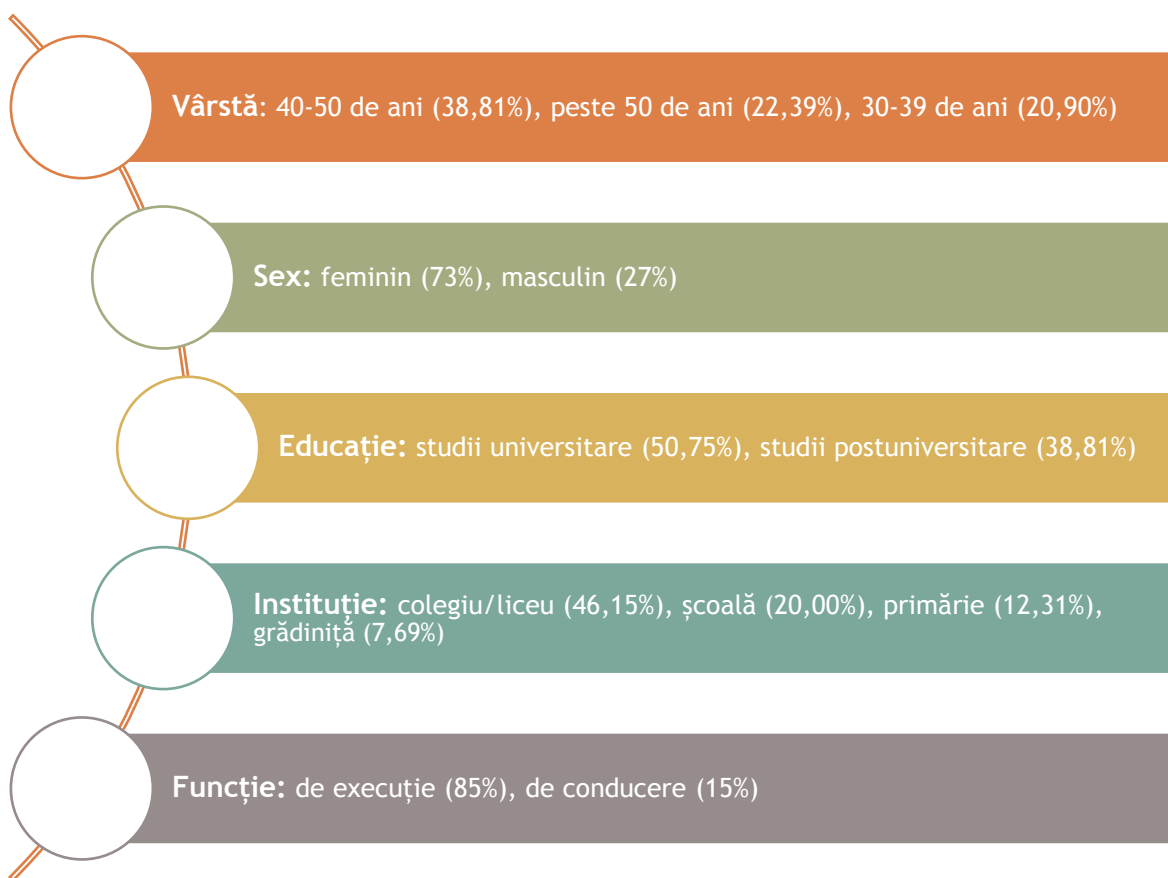 Vârstă: 40-50 de ani (38,81%), peste 50 de ani (22,39%), 30-39 de ani (20,90%)
Sex: feminin (73%), masculin (27%)
Educație: studii universitare (50,75%), studii postuniversitare (38,81%)
Instituție: colegiu/liceu (46,15%), școală (20,00%), primărie (12,31%),
grădiniță (7,69%)
Funcție: de execuție (85%), de conducere (15%)